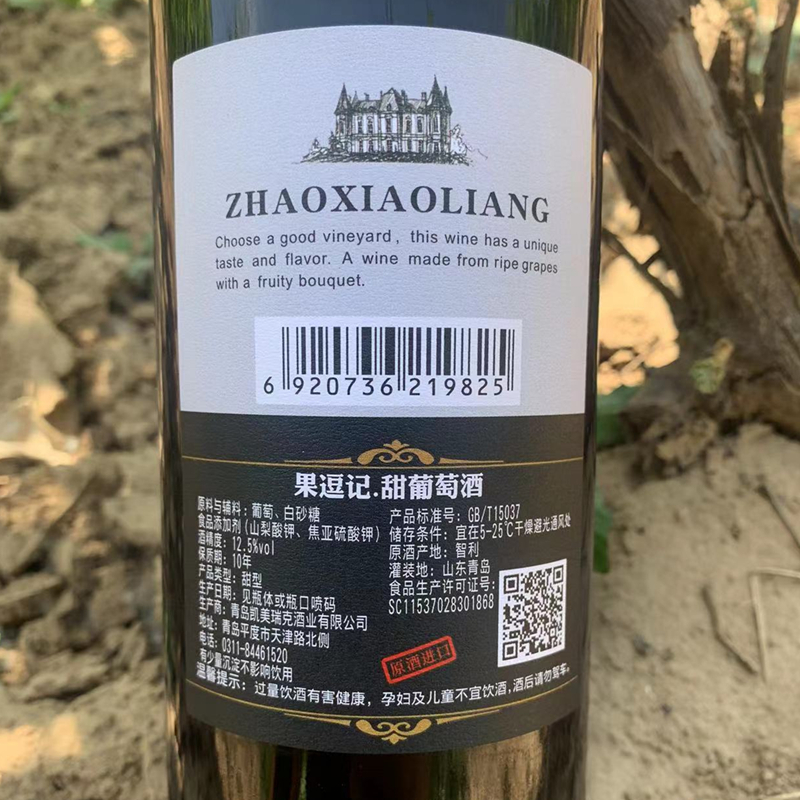 ZHAOXIAOLIANG
Choose a good vineyard, this wine has a unique
taste and flavor. A wine made from ripe grapes
with a fruity bouquet.
6 920736 219825
果逗记.甜葡萄酒
原料与辅料：葡萄、白砂糖
食品添加剂(山梨酸钾、焦亚硫酸钾)
酒精度：12.5%vol
保质期：10年
产品类型：甜型
生产日期：见瓶体或瓶口喷码
生产商：青岛凯美瑞克酒业有限公司
地址：青岛平度市天津路北侧
电话：0311-84461520
有少量沉淀不影响饮用
产品标准号：GB/T15037
储存条件：宜在5-25℃干燥避光通风处
原酒产地：智利
灌装地：山东青岛
食品生产许可证号：
SC11537028301868
原酒进口
温馨提示：过量饮酒有害健康，孕妇及儿童不宜饮酒,酒后请勿驾车。